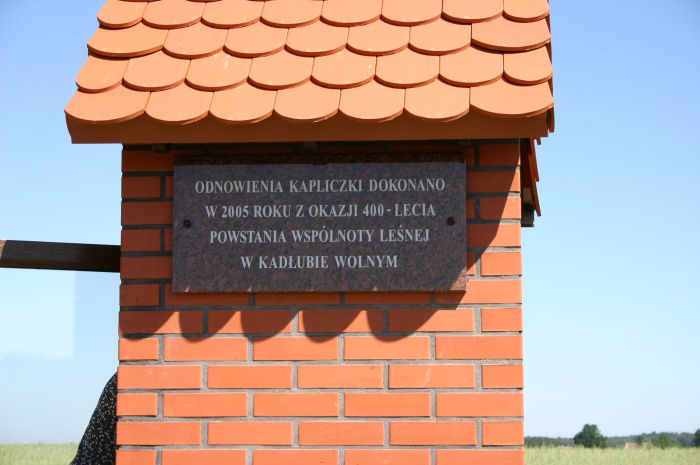 ODNOWIENIA KAPLICZKI DOKONANO
W 2005 ROKU Z OKAZJI 400-LECIA
POWSTANIA WSPÓLNOTY LEŚNEJ
W KADŁUBIE WOLNYM